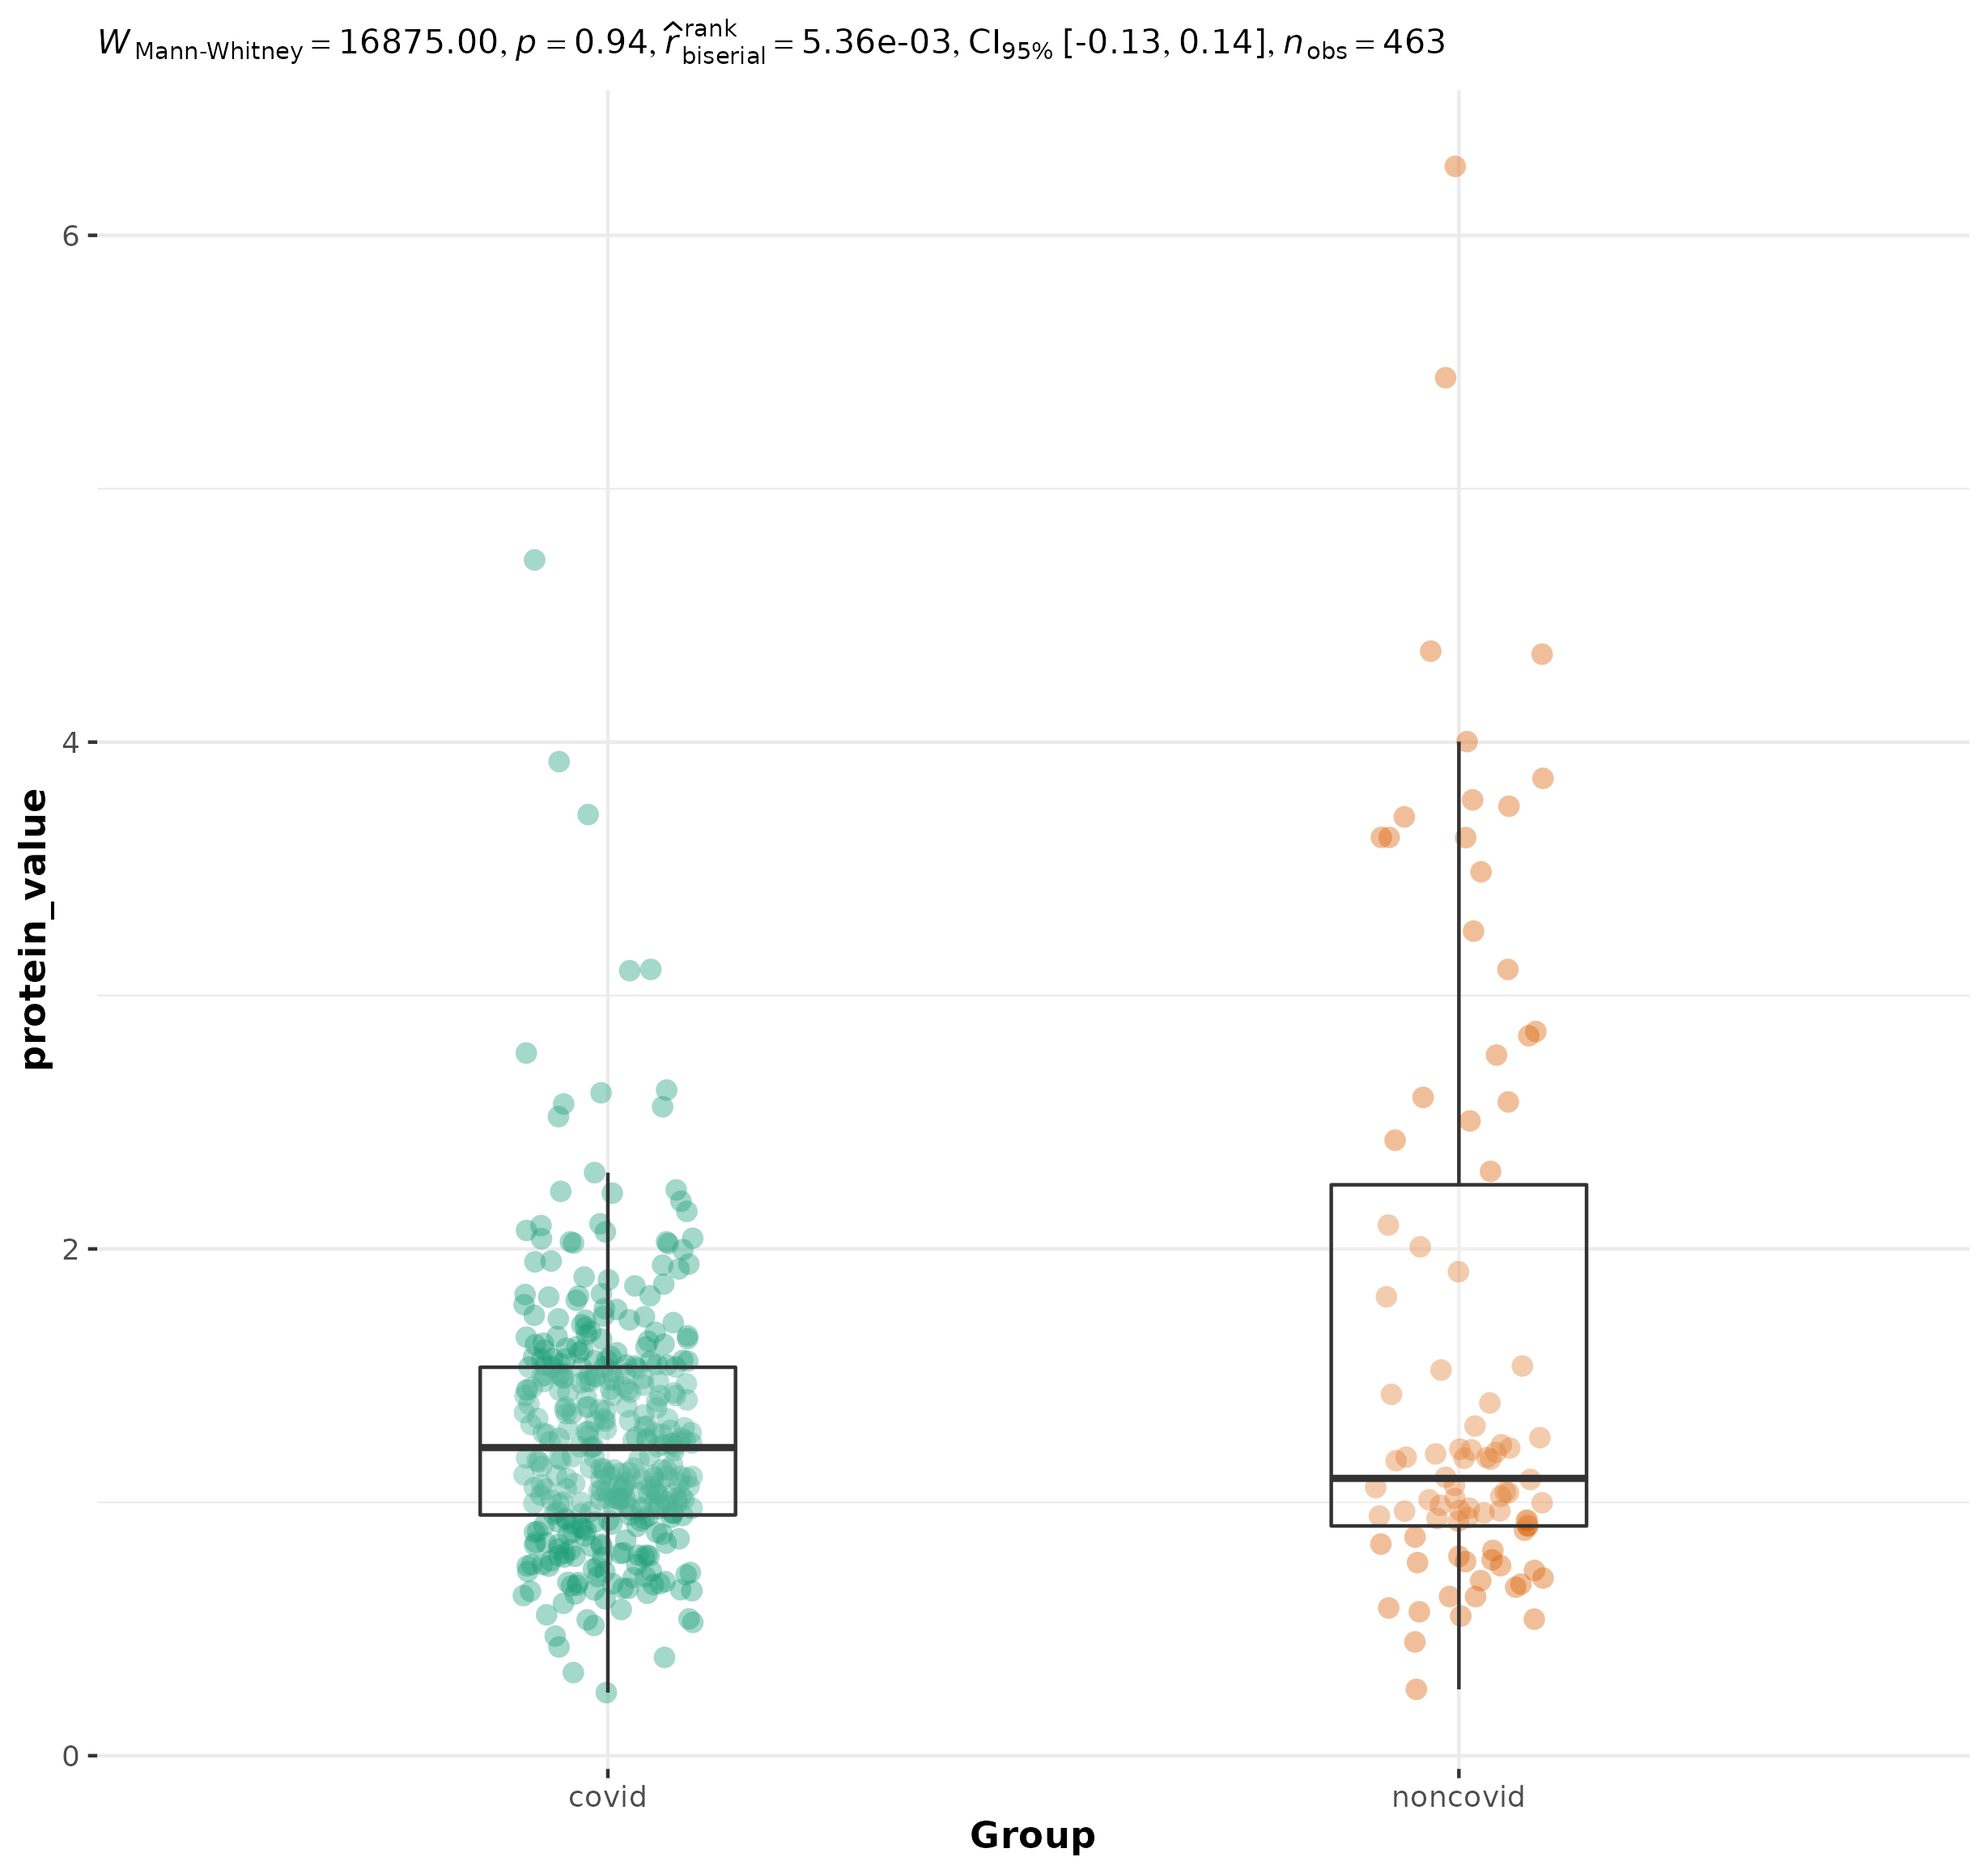 W Mann-Whitney = 16875.00, p = 0.94, r̂ rank biserial = 5.36e-03, CI95% [-0.13, 0.14], nobs = 463
6
4
2
0
protein_value
covid noncovid
Group